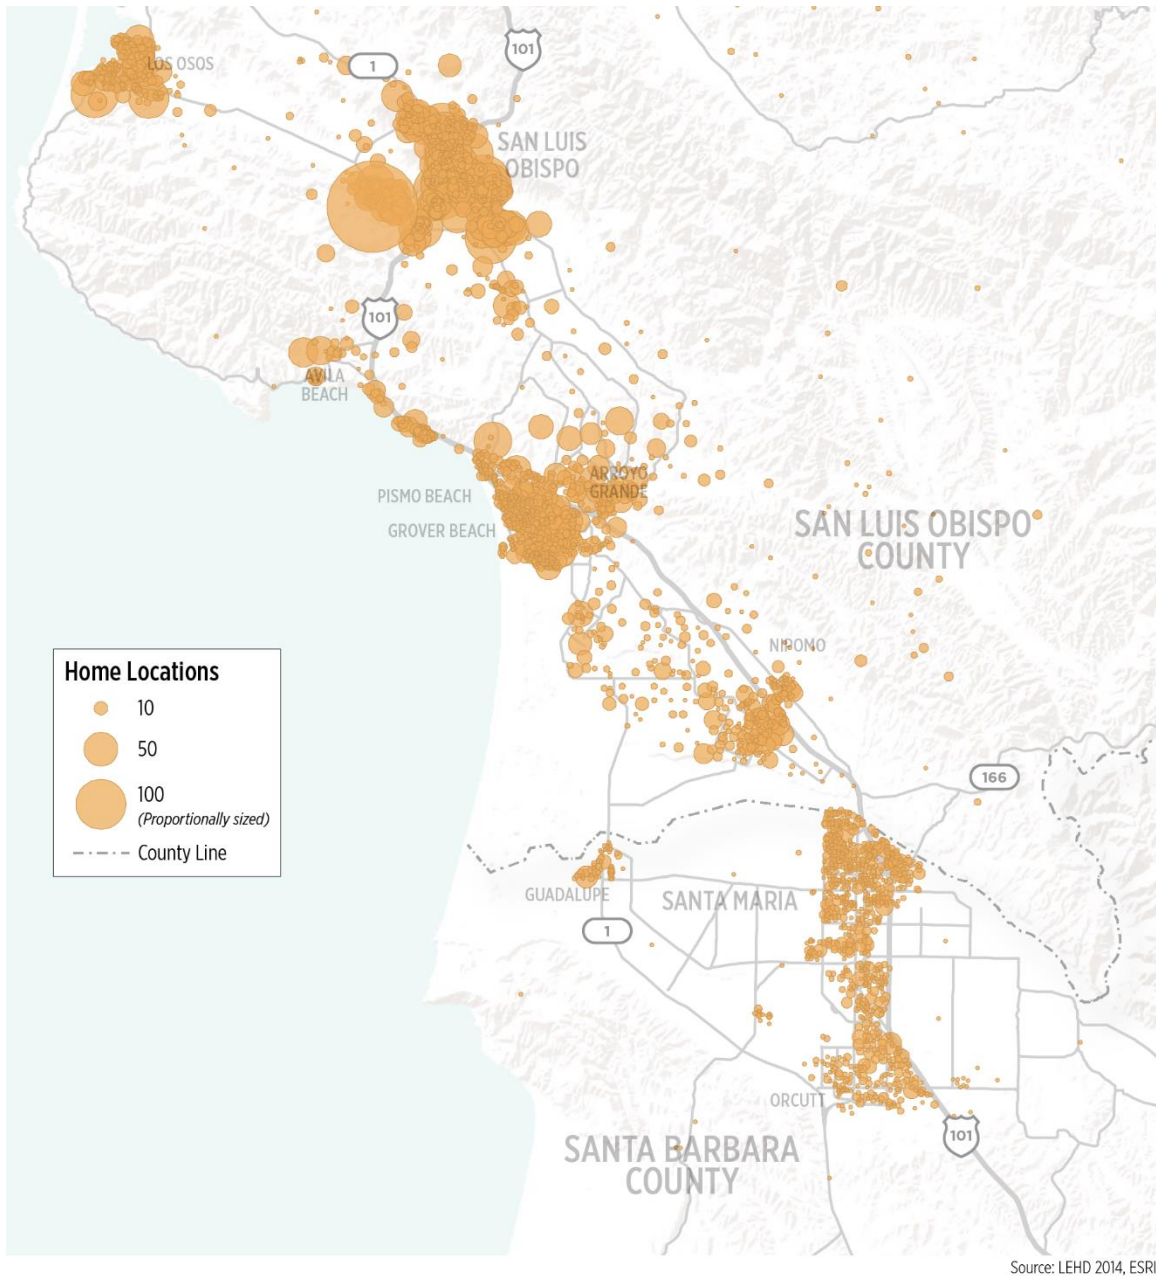 LOS OSOS
1
101
SAN LUIS
OBISPO
101
AVILA
BEACH
ARROYO
GRANDE
PISMO BEACH
GROVER BEACH
SAN LUIS OBISPO
COUNTY
NIPOMO
Home Locations
10
50
100
(Proportionally sized)
County Line
166
GUADALUPE
SANTA MARIA
1
ORCUTT
SANTA BARBARA
COUNTY
101
Source: LEHD 2014, ESRI